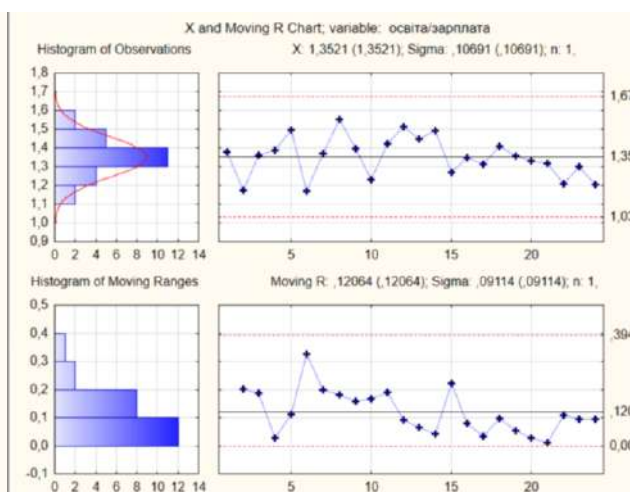 X and Moving R Chart; variable: освіта/зарплата
Histogram of Observations
X: 1,3521 (1,3521); Sigma: ,10691 (,10691); n: 1,
1,8
1,7
1,6
1,5
1,4
1,3
1,2
1,1
1,0
0,9
0 2 4 6 8 10 12 14
5 10 15 20
1,67
1,35
1,03
Histogram of Moving Ranges
Moving R: ,12064 (,12064); Sigma: ,09114 (,09114); n: 1,
0,5
0,4
0,3
0,2
0,1
0,0
-0,1
0 2 4 6 8 10 12 14
5 10 15 20
,394
,120
0,00